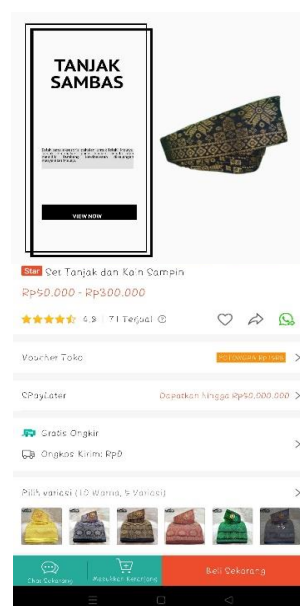 TANJAK
SAMBAS
VIEW NOW
Star Set Tanjak dan Kain Sampin
Rp50.000 - Rp300.000
4.9 71 Terjual
Voucher Toko
SPayLater Dapatkan hingga Rp50.000.000
Gratis Ongkir
Ongkos Kirim: Rp0
Pilih variasi (10 Warna, 5 Variasi)
Chat Sekarang
Masukkan Keranjang
Beli Sekarang